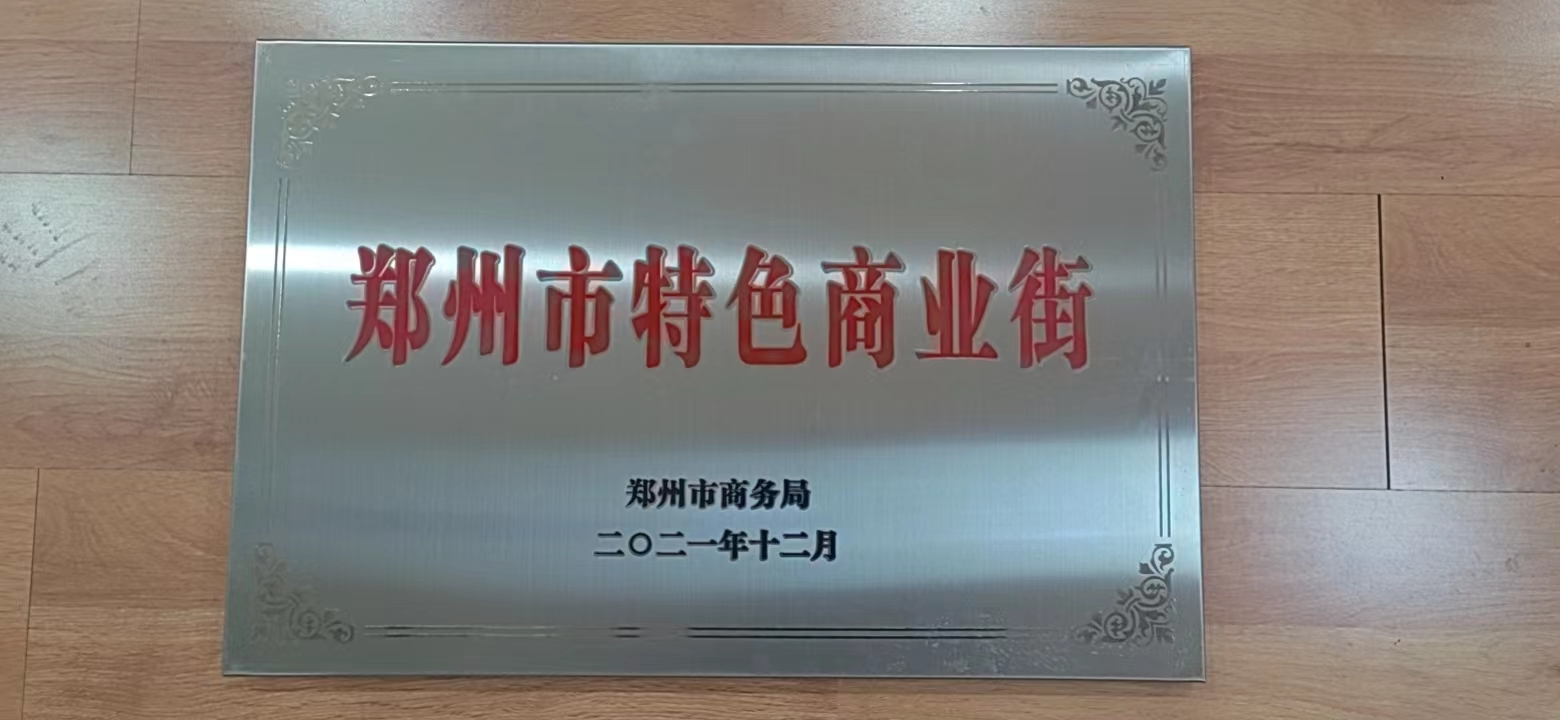 郑州市特色商业街
郑州市商务局
二〇二一年十二月